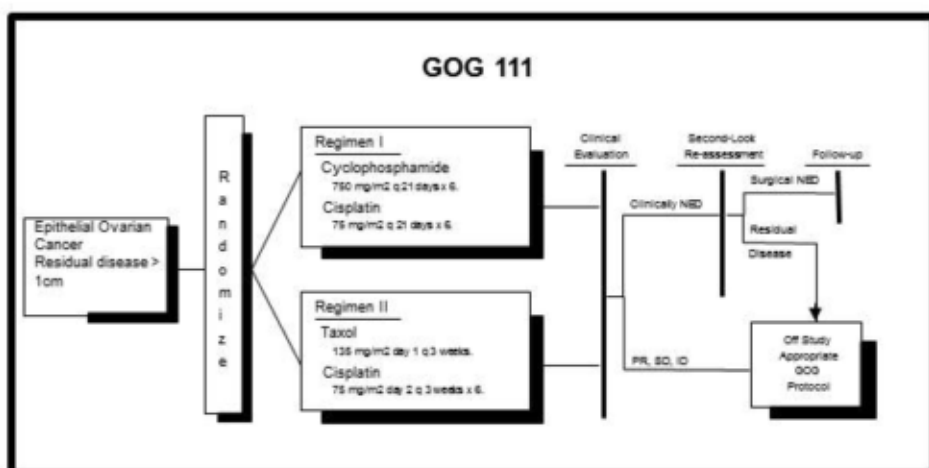 GOG 111
Epithelial Ovarian
Cancer
Residual disease >
1cm
Randomize
Regimen I
Cyclophosphamide
750 mg/m2 q 21 days x 6.
Cisplatin
75 mg/m2 q 21 days x 6.
Regimen II
Taxol
135 mg/m2 day 1 q 3 weeks.
Cisplatin
75 mg/m2 day 2 q 3 weeks x 6.
Clinical
Evaluation
Second-Look
Re-assessment
Follow-up
Clinically NED
Surgical NED
Residual
Disease
PR, SD, ID
Off Study
Appropriate
GOG
Protocol